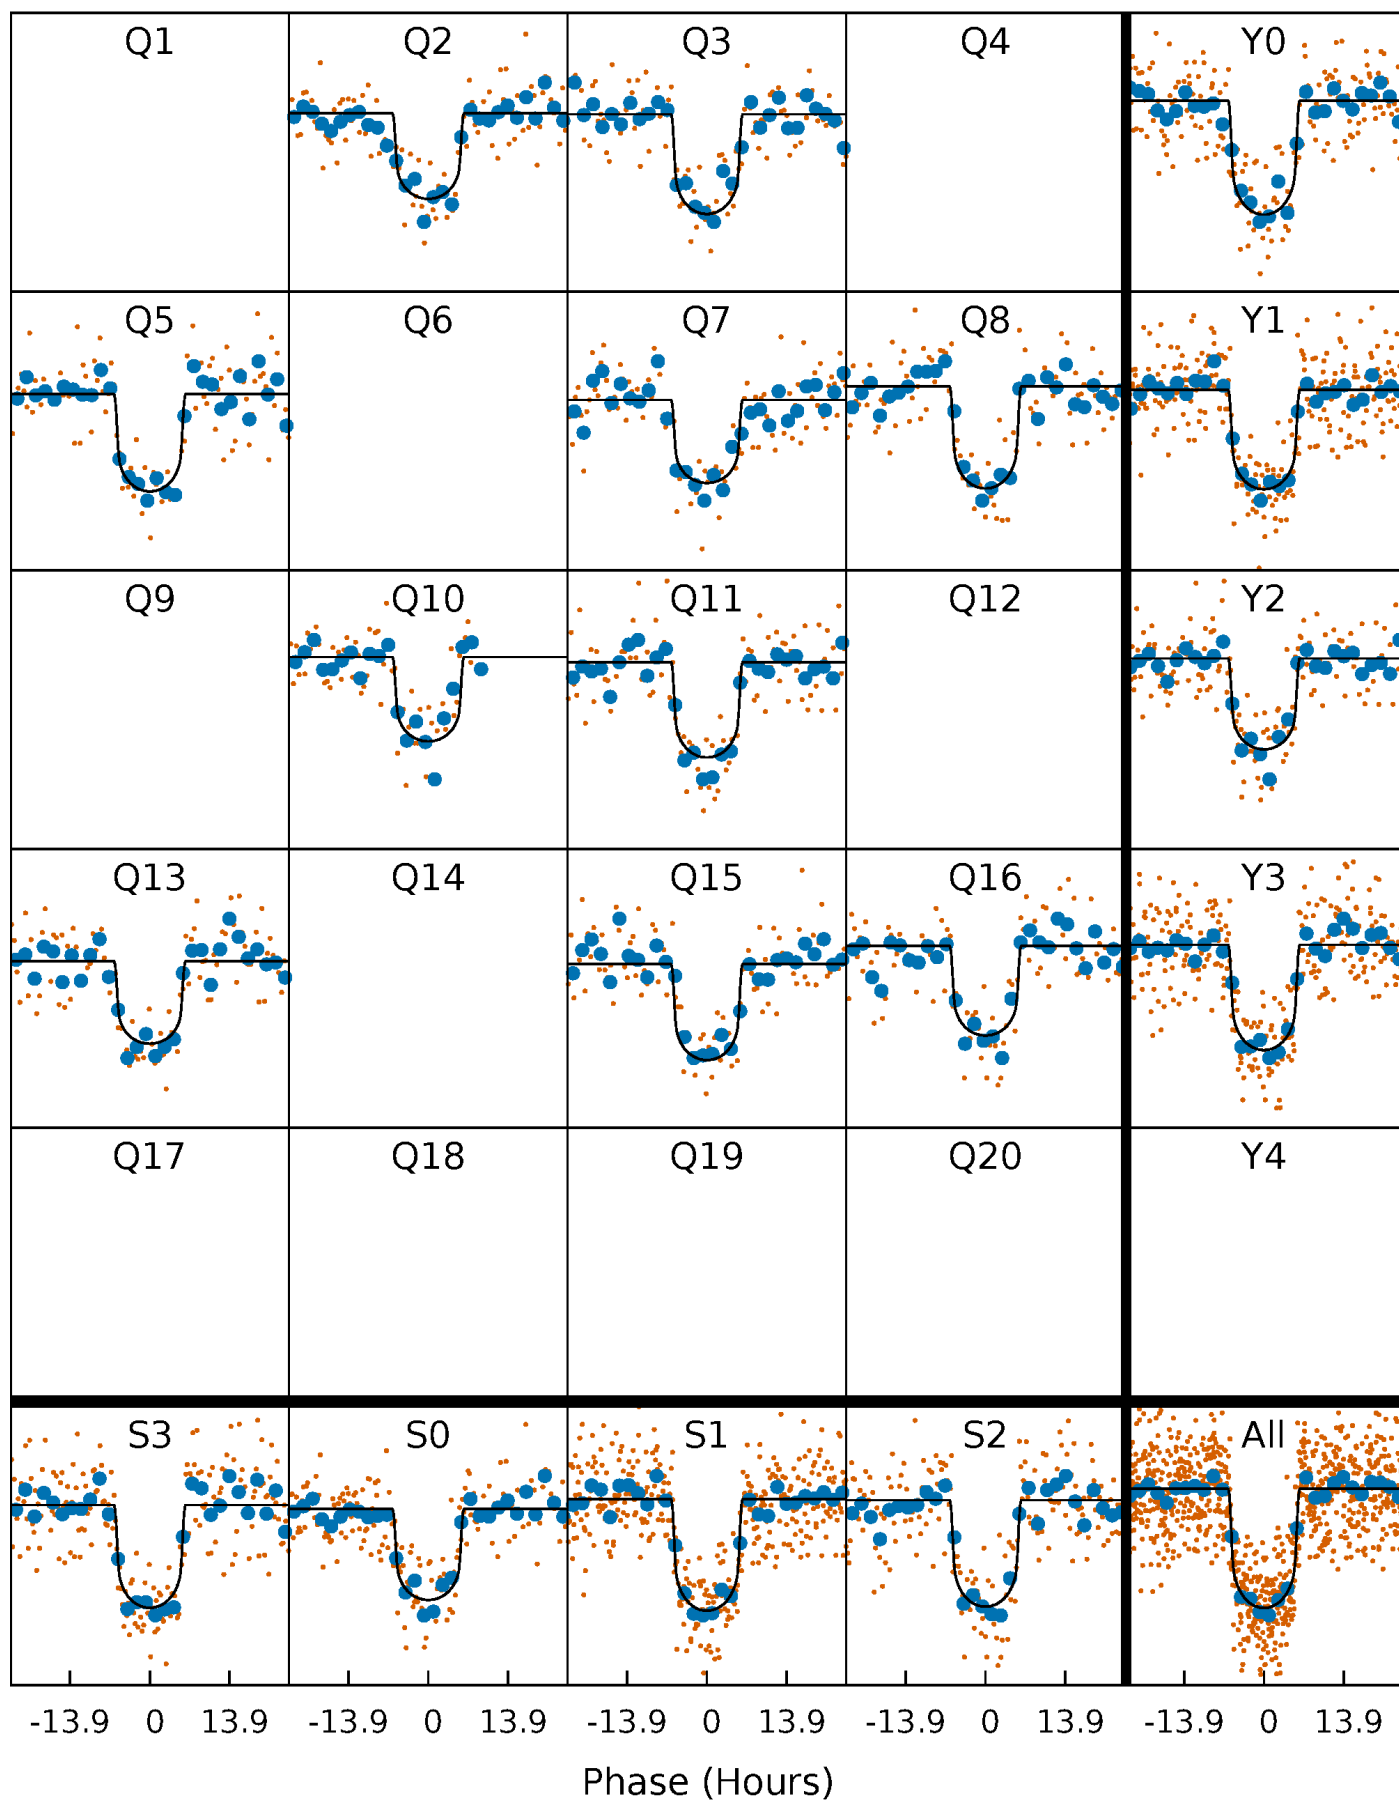 Q1 Q2 Q3 Q4 Y0
Q5 Q6 Q7 Q8 Y1
Q9 Q10 Q11 Q12 Y2
Q13 Q14 Q15 Q16 Y3
Q17 Q18 Q19 Q20 Y4
S3 S0 S1 S2 All
-13.9 0 13.9 -13.9 0 13.9 -13.9 0 13.9 -13.9 0 13.9 -13.9 0 13.9
Phase (Hours)